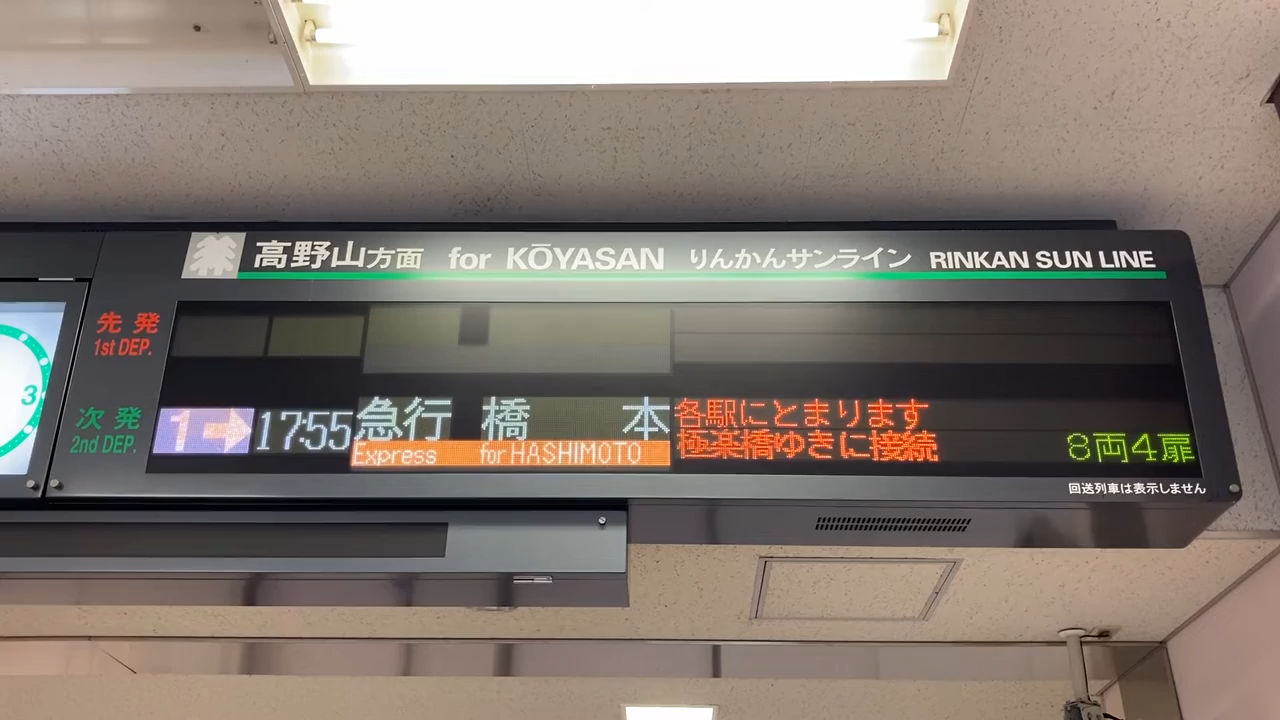 高野山方面 for KŌYASAN りんかんサンライン RINKAN SUN LINE
先発
1st DEP.
3
次発
2nd DEP.
1→ 17:55 急行 橋本
Express for HASHIMOTO
各駅にとまります
極楽橋ゆきに接続
8両4扉
回送列車は表示しません